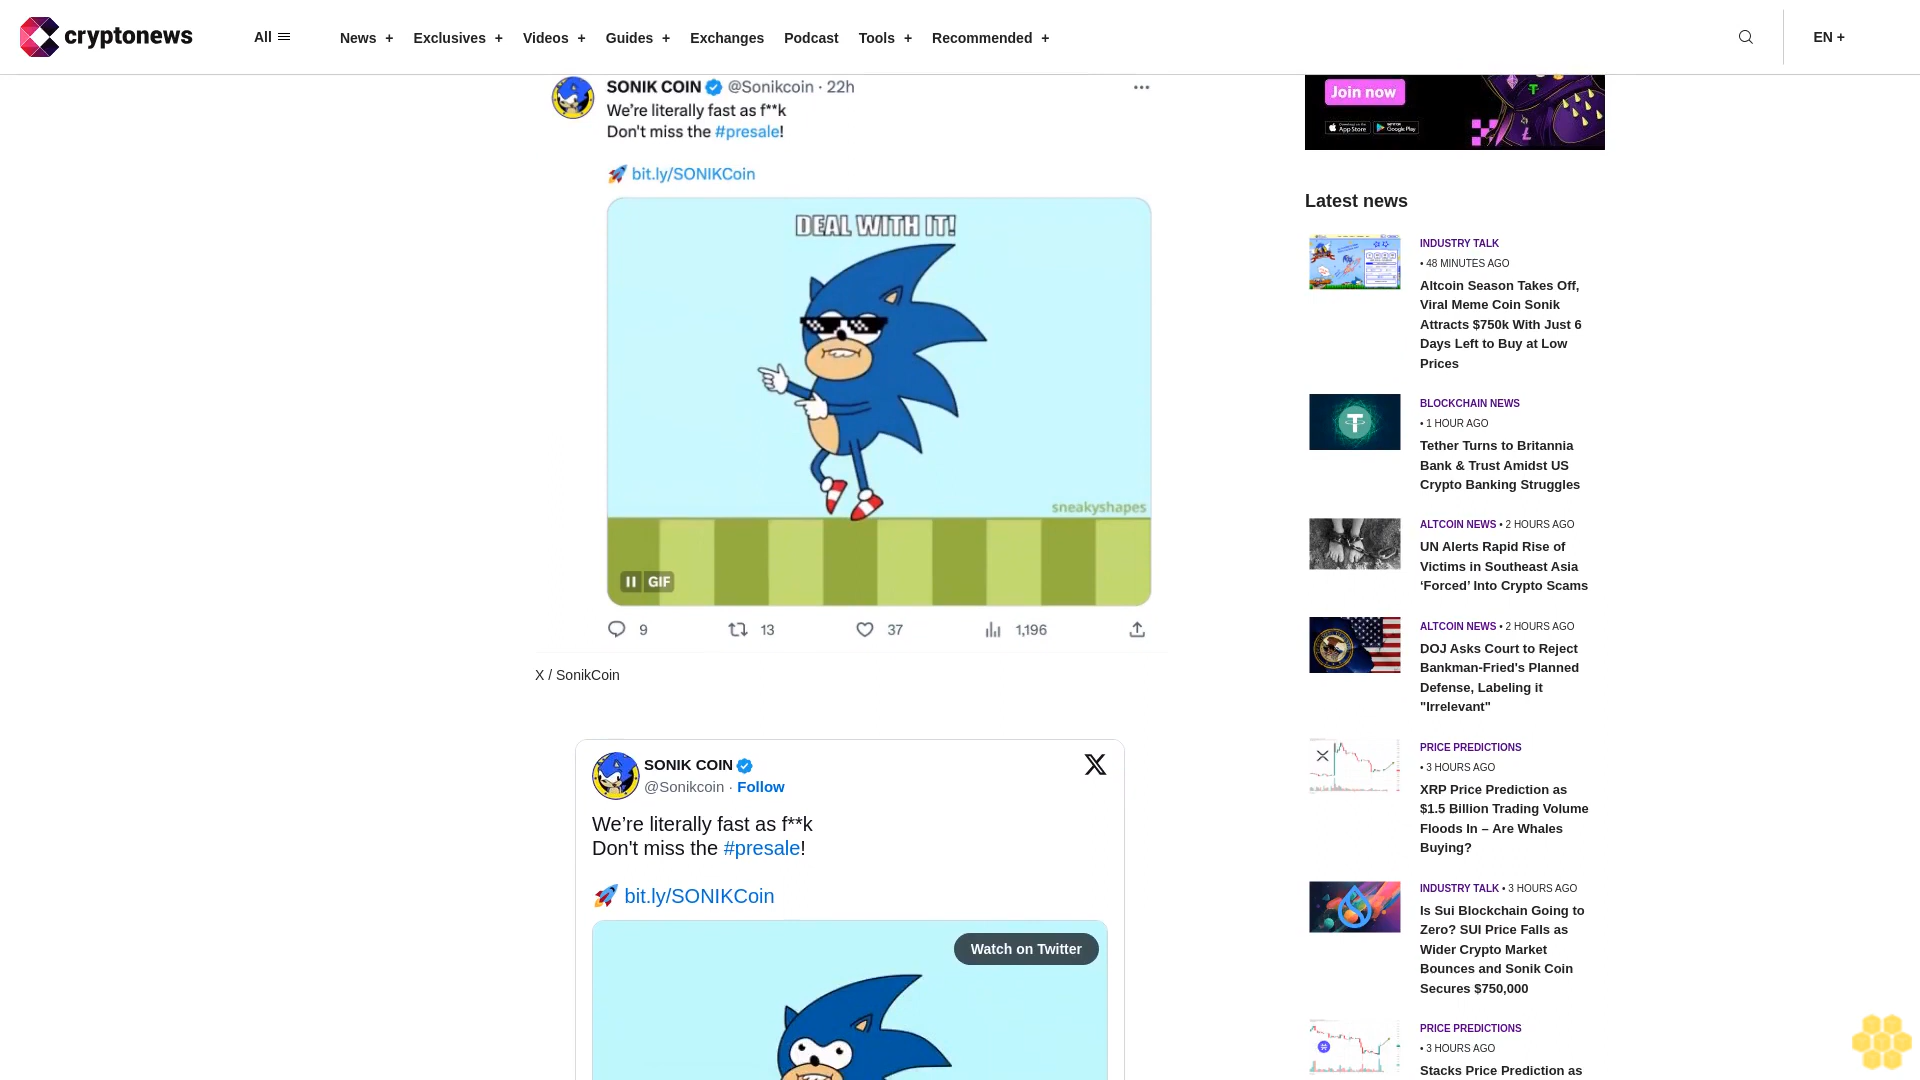 cryptonews
All
News +
Exclusives +
Videos +
Guides +
Exchanges
Podcast
Tools +
Recommended +
EN +
SONIK COIN @Sonikcoin · 22h
We’re literally fast as f**k
Don't miss the #presale!
🚀 bit.ly/SONIKCoin
DEAL WITH IT!
sneakyshapes
GIF
9
13
37
1,196
X / SonikCoin
SONIK COIN
@Sonikcoin · Follow
We’re literally fast as f**k
Don't miss the #presale!
🚀 bit.ly/SONIKCoin
Watch on Twitter
Join now
App Store
Google Play
Latest news
INDUSTRY TALK
• 48 MINUTES AGO
Altcoin Season Takes Off,
Viral Meme Coin Sonik
Attracts $750k With Just 6
Days Left to Buy at Low
Prices
BLOCKCHAIN NEWS
• 1 HOUR AGO
Tether Turns to Britannia
Bank & Trust Amidst US
Crypto Banking Struggles
ALTCOIN NEWS • 2 HOURS AGO
UN Alerts Rapid Rise of
Victims in Southeast Asia
‘Forced’ Into Crypto Scams
ALTCOIN NEWS • 2 HOURS AGO
DOJ Asks Court to Reject
Bankman-Fried's Planned
Defense, Labeling it
"Irrelevant"
PRICE PREDICTIONS
• 3 HOURS AGO
XRP Price Prediction as
$1.5 Billion Trading Volume
Floods In – Are Whales
Buying?
INDUSTRY TALK • 3 HOURS AGO
Is Sui Blockchain Going to
Zero? SUI Price Falls as
Wider Crypto Market
Bounces and Sonik Coin
Secures $750,000
PRICE PREDICTIONS
• 3 HOURS AGO
Stacks Price Prediction as